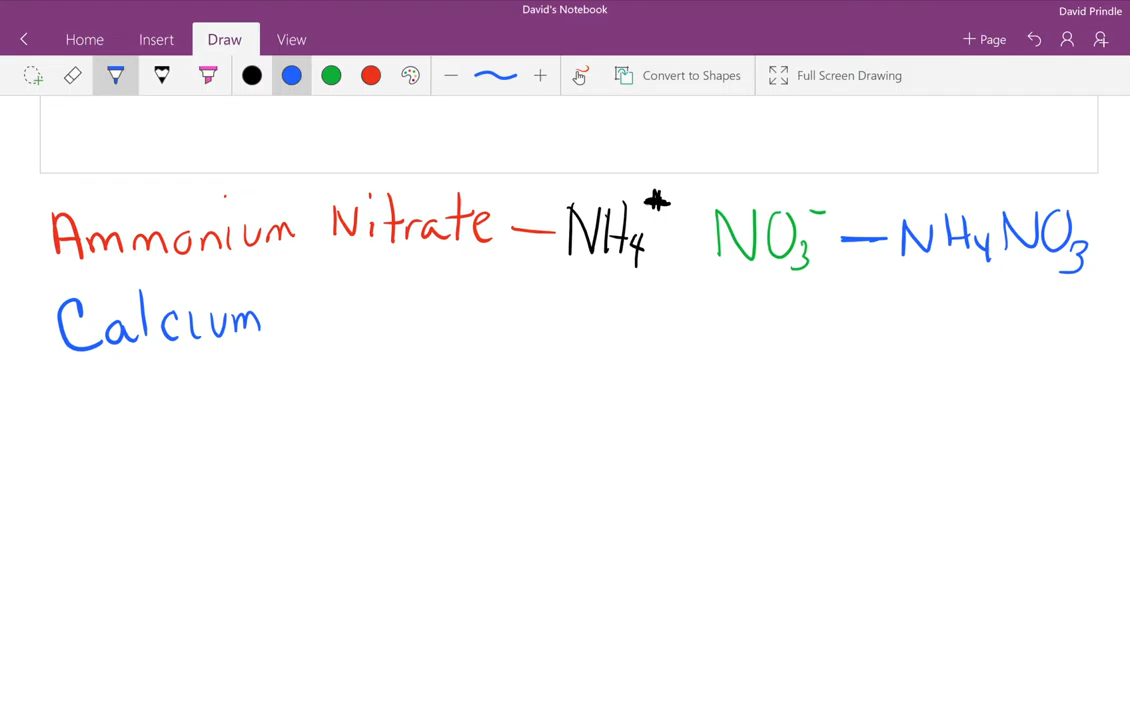 David's Notebook
David Prindle
Home Insert Draw View + Page
Convert to Shapes Full Screen Drawing
Ammonium Nitrate — NH₄⁺ NO₃⁻ — NH₄NO₃
Calcium